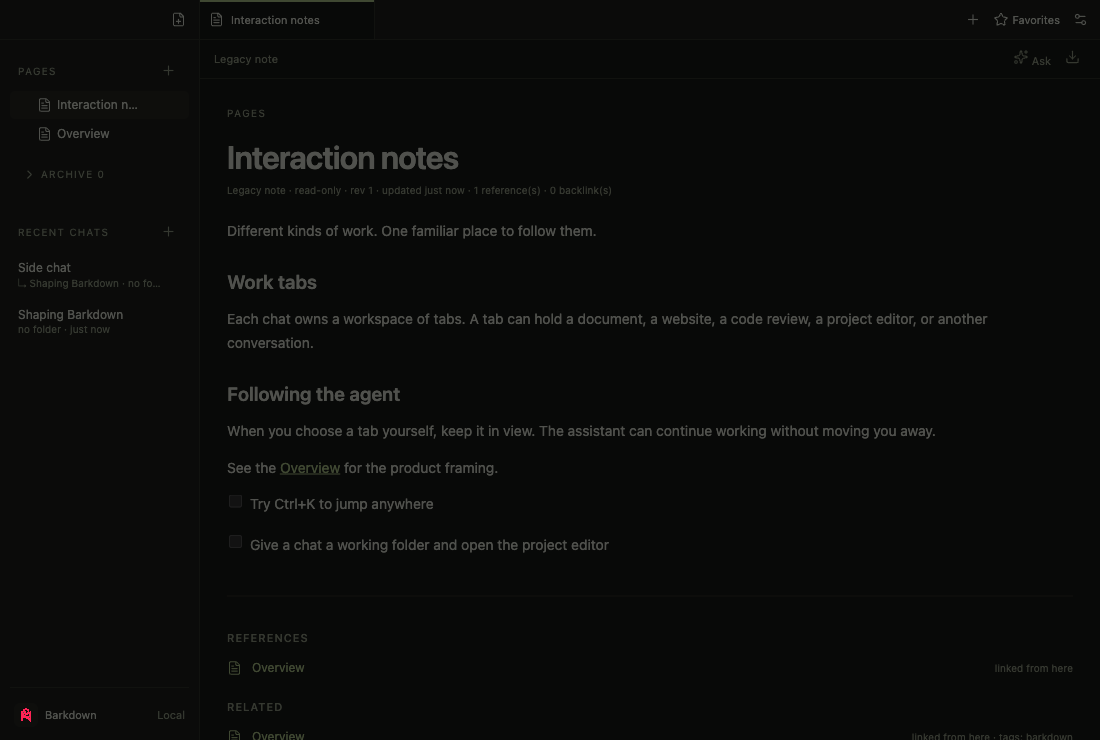 Interaction notes
Favorites
Legacy note
Ask
PAGES
Interaction n...
Overview
ARCHIVE 0
RECENT CHATS
Side chat
Shaping Barkdown · no fo...
Shaping Barkdown
no folder · just now
Barkdown
Local
PAGES
Interaction notes
Legacy note · read-only · rev 1 · updated just now · 1 reference(s) · 0 backlink(s)
Different kinds of work. One familiar place to follow them.
Work tabs
Each chat owns a workspace of tabs. A tab can hold a document, a website, a code review, a project editor, or another
conversation.
Following the agent
When you choose a tab yourself, keep it in view. The assistant can continue working without moving you away.
See the Overview for the product framing.
Try Ctrl+K to jump anywhere
Give a chat a working folder and open the project editor
REFERENCES
Overview
linked from here
RELATED
Overview
linked from here · tags: barkdown